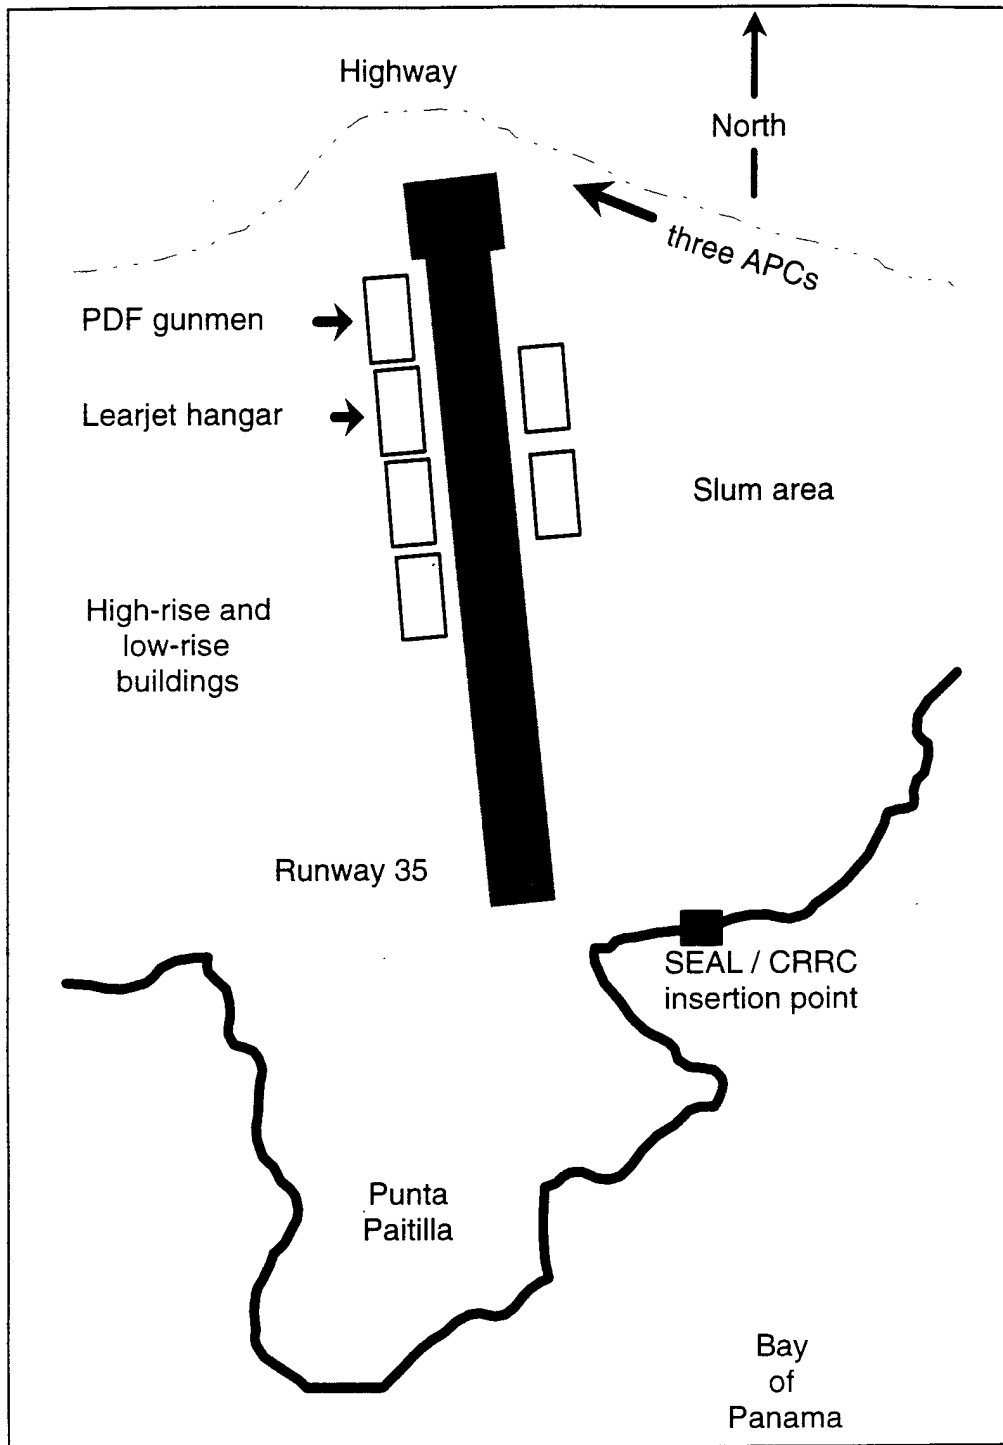 Highway
North
three APCs
PDF gunmen
Learjet hangar
Slum area
High-rise and
low-rise
buildings
Runway 35
SEAL / CRRC
insertion point
Punta
Paitilla
Bay
of
Panama